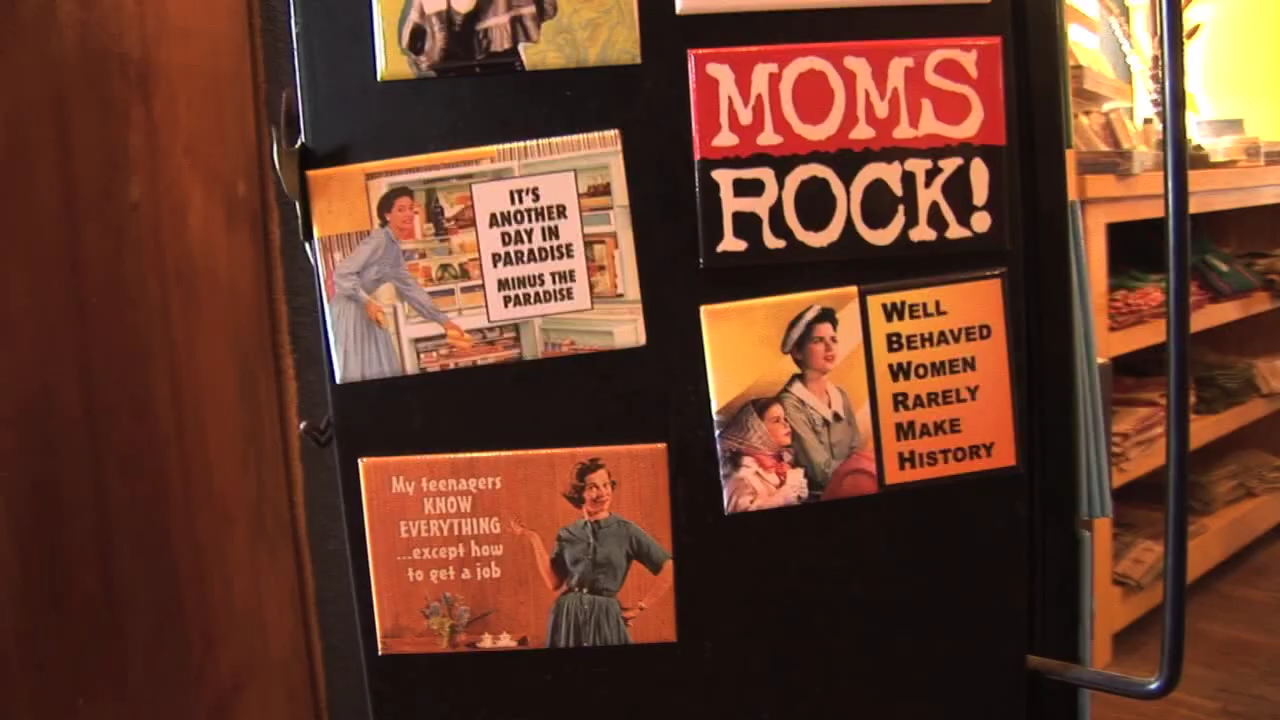 MOMS
ROCK!
IT'S
ANOTHER
DAY IN
PARADISE
MINUS THE
PARADISE
WELL
BEHAVED
WOMEN
RARELY
MAKE
HISTORY
My teenagers
KNOW
EVERYTHING
...except how
to get a job